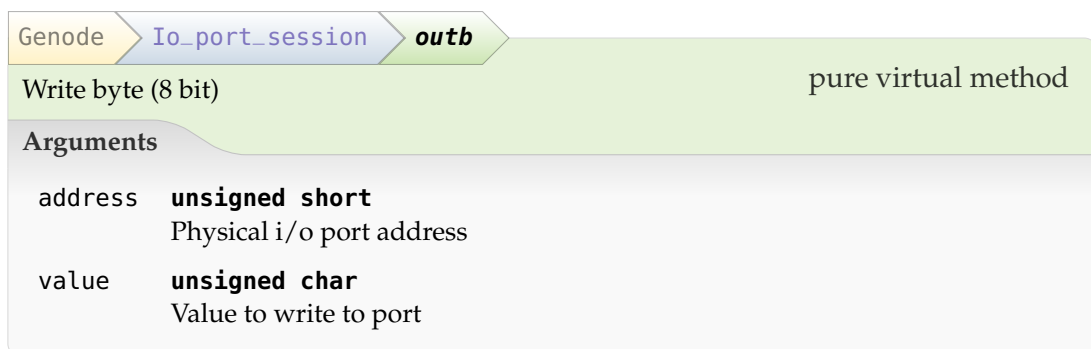 Genode Io_port_session outb
Write byte (8 bit) pure virtual method
Arguments
address unsigned short
Physical i/o port address
value unsigned char
Value to write to port